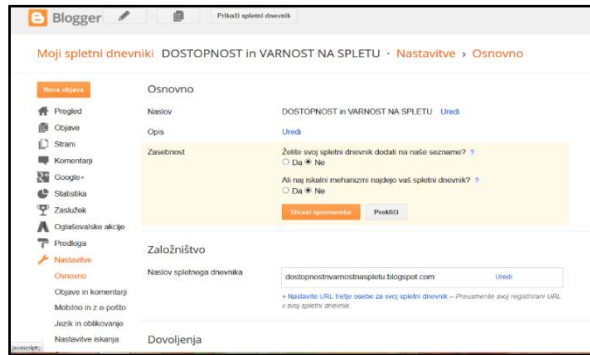 Blogger
Prikaži spletni dnevnik
Moji spletni dnevniki DOSTOPNOST in VARNOST NA SPLETU · Nastavitve › Osnovno
Nova objava
Pregled
Objave
Strani
Komentarji
Google+
Statistika
Zaslužek
Oglaševalske akcije
Predloga
Nastavitve
Osnovno
Objave in komentarji
Mobilno in z e-pošto
Jezik in oblikovanje
Nastavitve iskanja
Osnovno
Naslov DOSTOPNOST in VARNOST NA SPLETU Uredi
Opis Uredi
Zasebnost Želite svoj spletni dnevnik dodati na naše sezname? ?
Da Ne
Ali naj iskalni mehanizmi najdejo vaš spletni dnevnik? ?
Da Ne
Shrani spremembe Prekliči
Založništvo
Naslov spletnega dnevnika dostopnostnvarnostnaspletu.blogspot.com Uredi
+ Nastavite URL tretje osebe za svoj spletni dnevnik – Preusmerite svoj registrirani URL
v svoj spletni dnevnik.
Dovoljenja